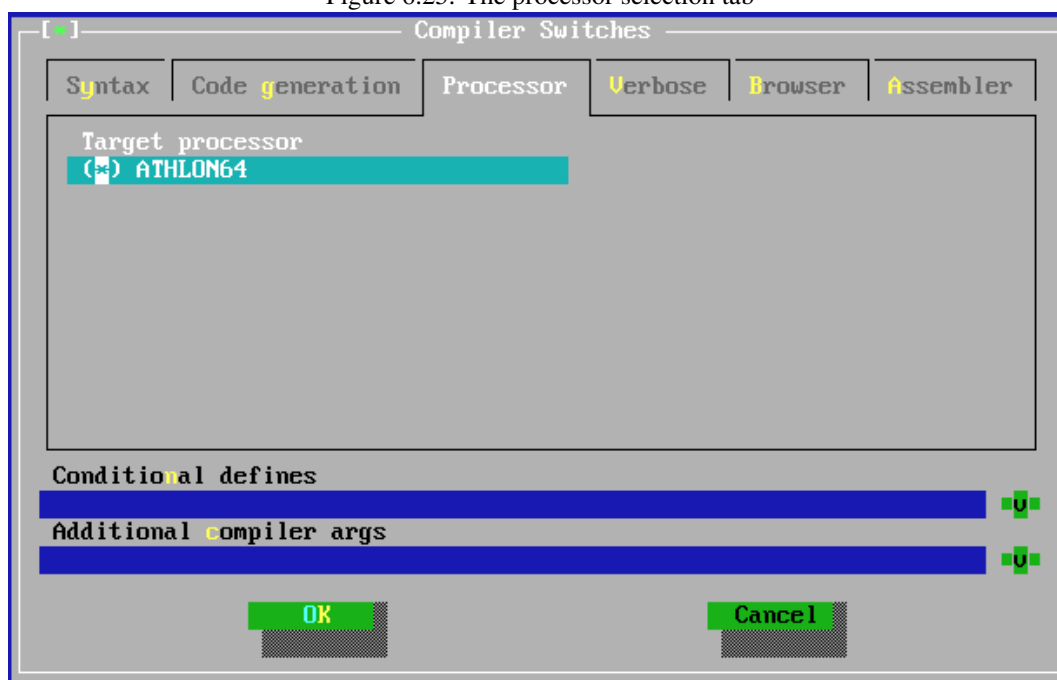 Figure 6.23: The processor selection tab
[*] Compiler Switches
Syntax Code generation Processor Verbose Browser Assembler
Target processor
(*) ATHLON64
Conditional defines
v
Additional compiler args
v
OK Cancel